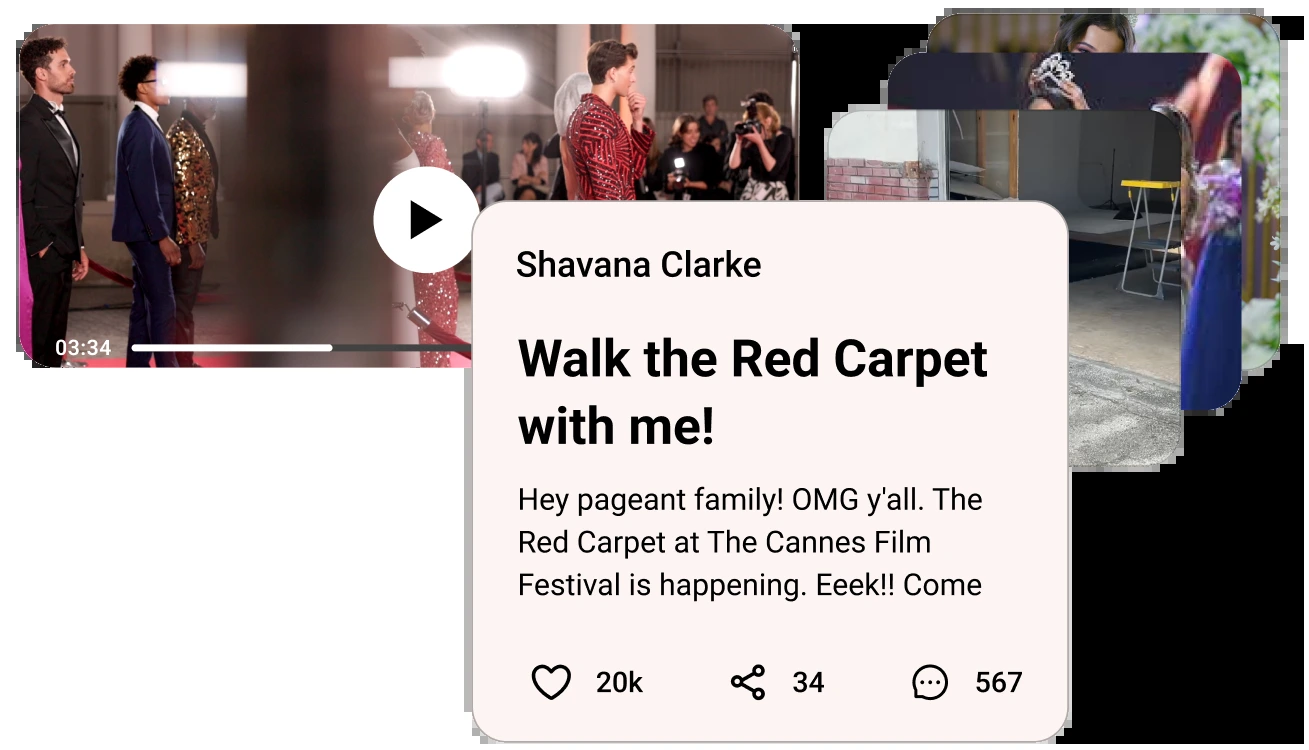 03:34
Shavana Clarke
Walk the Red Carpet
with me!
Hey pageant family! OMG y'all. The
Red Carpet at The Cannes Film
Festival is happening. Eeek!! Come
20k
34
567